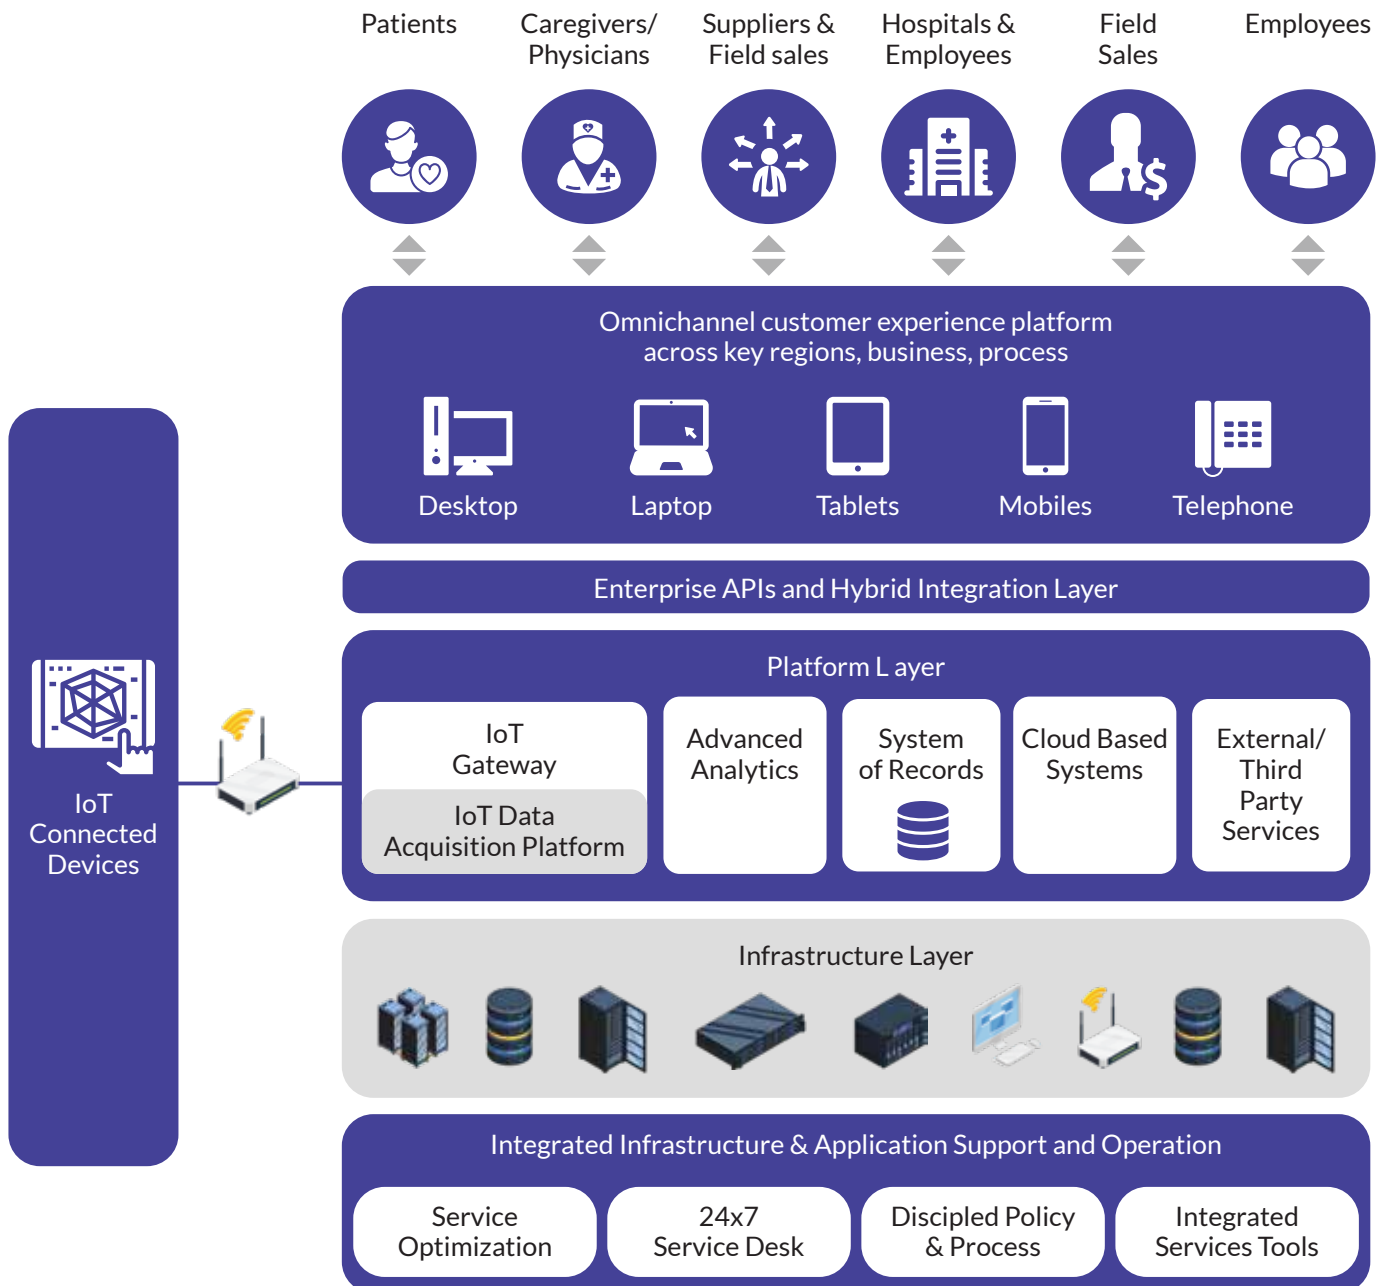 Patients
Caregivers/
Physicians
Suppliers &
Field sales
Hospitals &
Employees
Field
Sales
Employees
Omnichannel customer experience platform
across key regions, business, process
Desktop
Laptop
Tablets
Mobiles
Telephone
Enterprise APIs and Hybrid Integration Layer
IoT
Connected
Devices
Platform L ayer
IoT
Gateway
IoT Data
Acquisition Platform
Advanced
Analytics
System
of Records
Cloud Based
Systems
External/
Third
Party
Services
Infrastructure Layer
Integrated Infrastructure & Application Support and Operation
Service
Optimization
24x7
Service Desk
Discipled Policy
& Process
Integrated
Services Tools